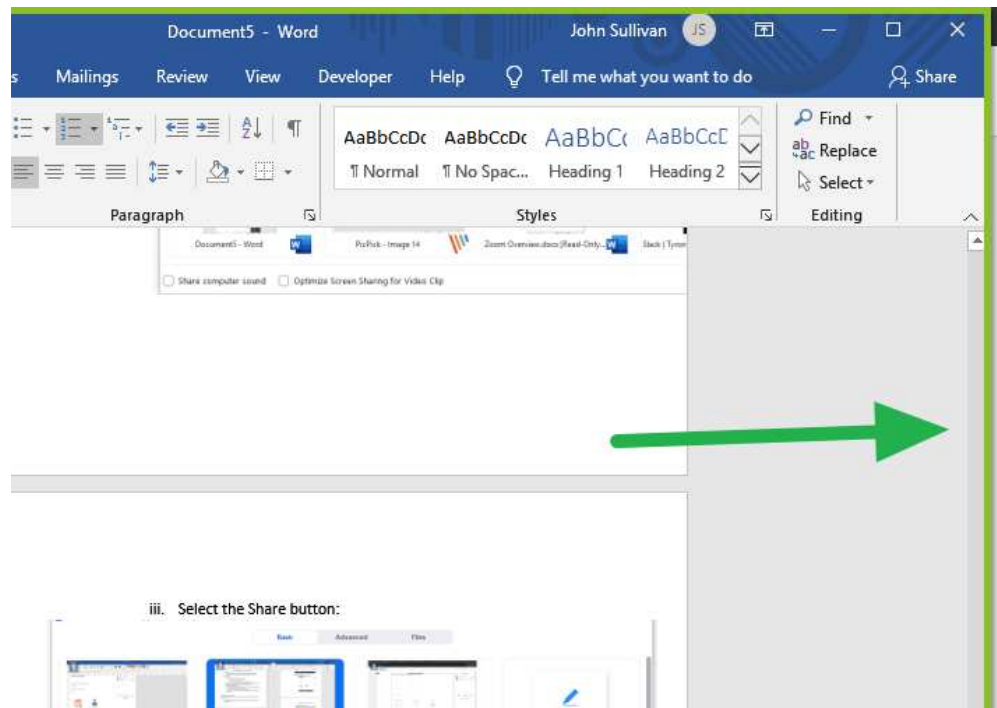 Document5 - Word John Sullivan JS
s Mailings Review View Developer Help Tell me what you want to do Share
AaBbCcDc AaBbCcDc AaBbC( AaBbCcE Find
¶ Normal ¶ No Spac... Heading 1 Heading 2 Replace
Select
Paragraph Styles Editing
Document5 - Word PicPick - Image 14 Zoom Overview.docx [Read-Only... Slack | Tyron
Share computer sound Optimize Screen Sharing for Video Clip
iii. Select the Share button:
Basic Advanced Files